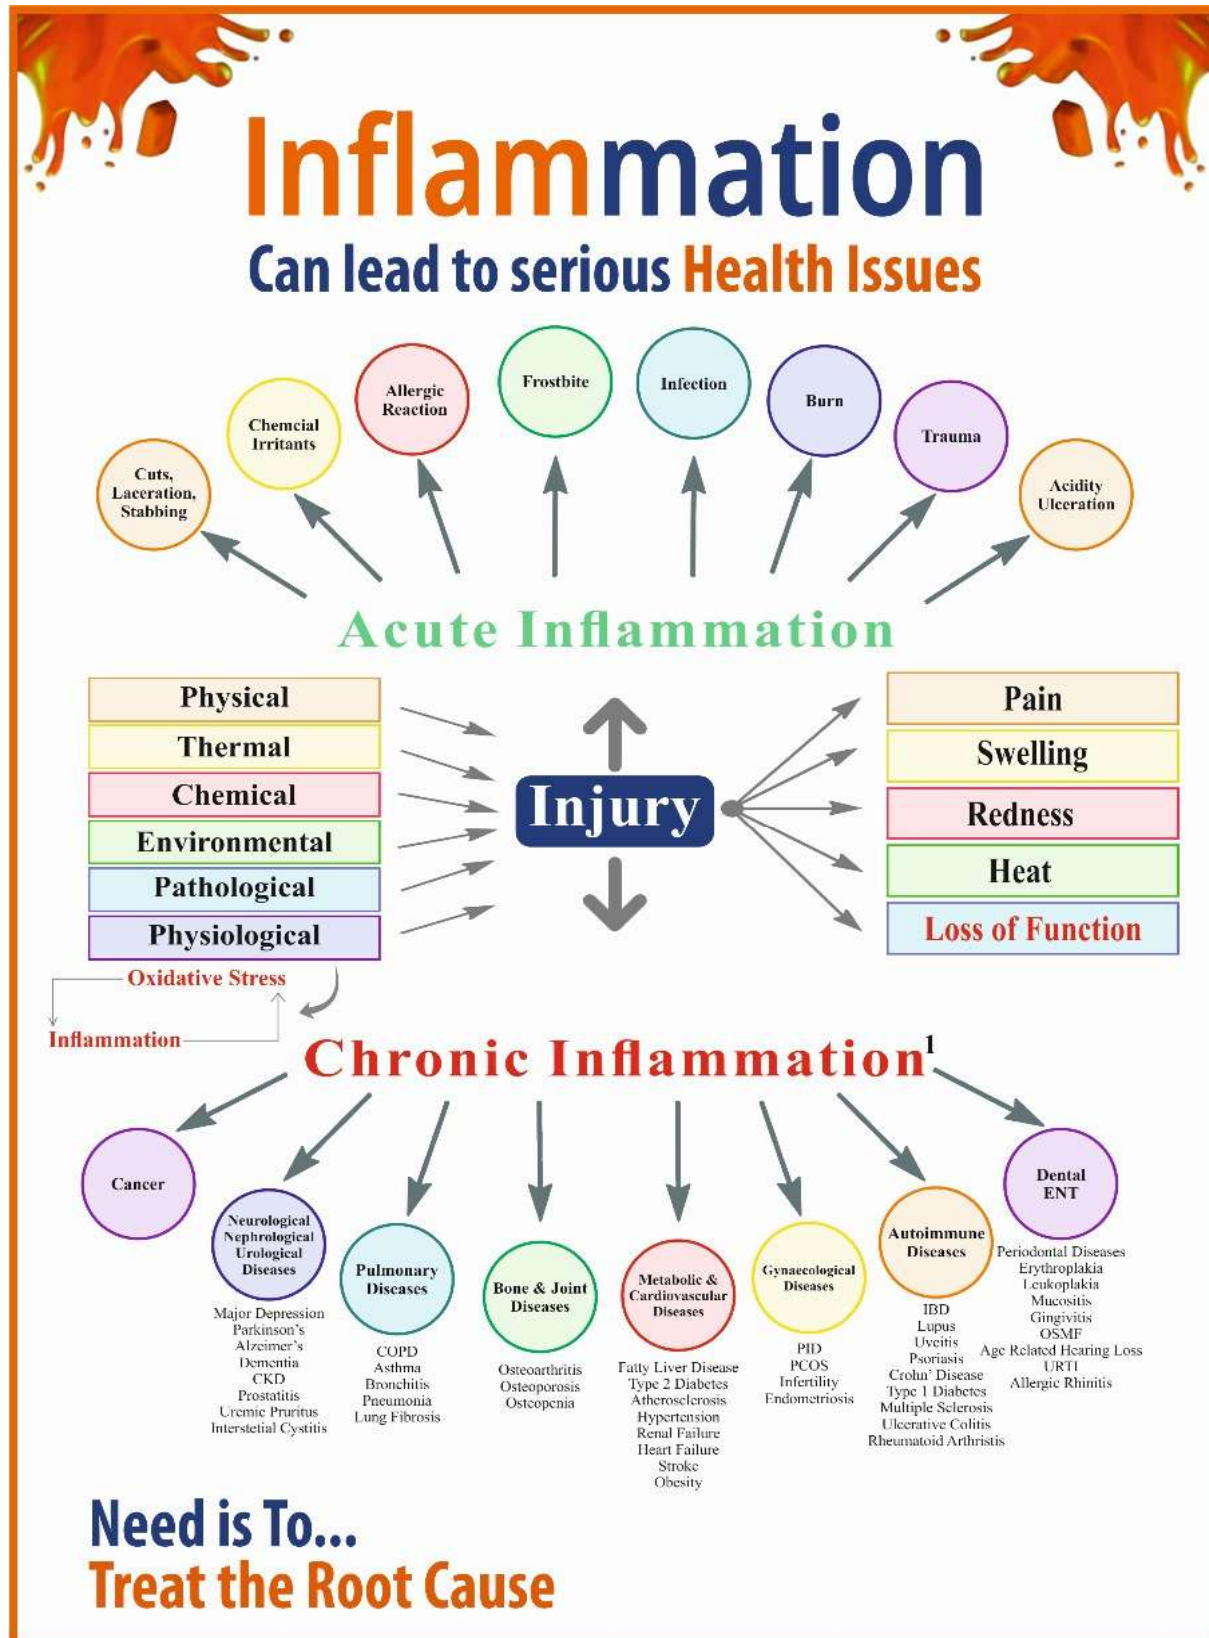 Inflammation
Can lead to serious Health Issues
Cuts,
Laceration,
Stabbing
Chemcial
Irritants
Allergic
Reaction
Frostbite
Infection
Burn
Trauma
Acidity
Ulceration
Acute Inflammation
Physical
Thermal
Chemical
Environmental
Pathological
Physiological
Injury
Pain
Swelling
Redness
Heat
Loss of Function
Oxidative Stress
Inflammation
Chronic Inflammation1
Cancer
Neurological
Nephrological
Urological
Diseases
Major Depression
Parkinson's
Alzeimer's
Dementia
CKD
Prostatitis
Uremic Pruritus
Interstetial Cystitis
Pulmonary
Diseases
COPD
Asthma
Bronchitis
Pneumonia
Lung Fibrosis
Bone & Joint
Diseases
Osteoarthritis
Osteoporosis
Osteopenia
Metabolic &
Cardiovascular
Diseases
Fatty Liver Disease
Type 2 Diabetes
Atherosclerosis
Hypertension
Renal Failure
Heart Failure
Stroke
Obesity
Gynaecological
Diseases
PID
PCOS
Infertility
Endometriosis
Autoimmune
Diseases
IBD
Lupus
Uveitis
Psoriasis
Crohn' Disease
Type 1 Diabetes
Multiple Sclerosis
Ulcerative Colitis
Rheumatoid Arthristis
Dental
ENT
Periodontal Diseases
Erythroplakia
Leukoplakia
Mucositis
Gingivitis
OSMF
Age Related Hearing Loss
URTI
Allergic Rhinitis
Need is To...
Treat the Root Cause